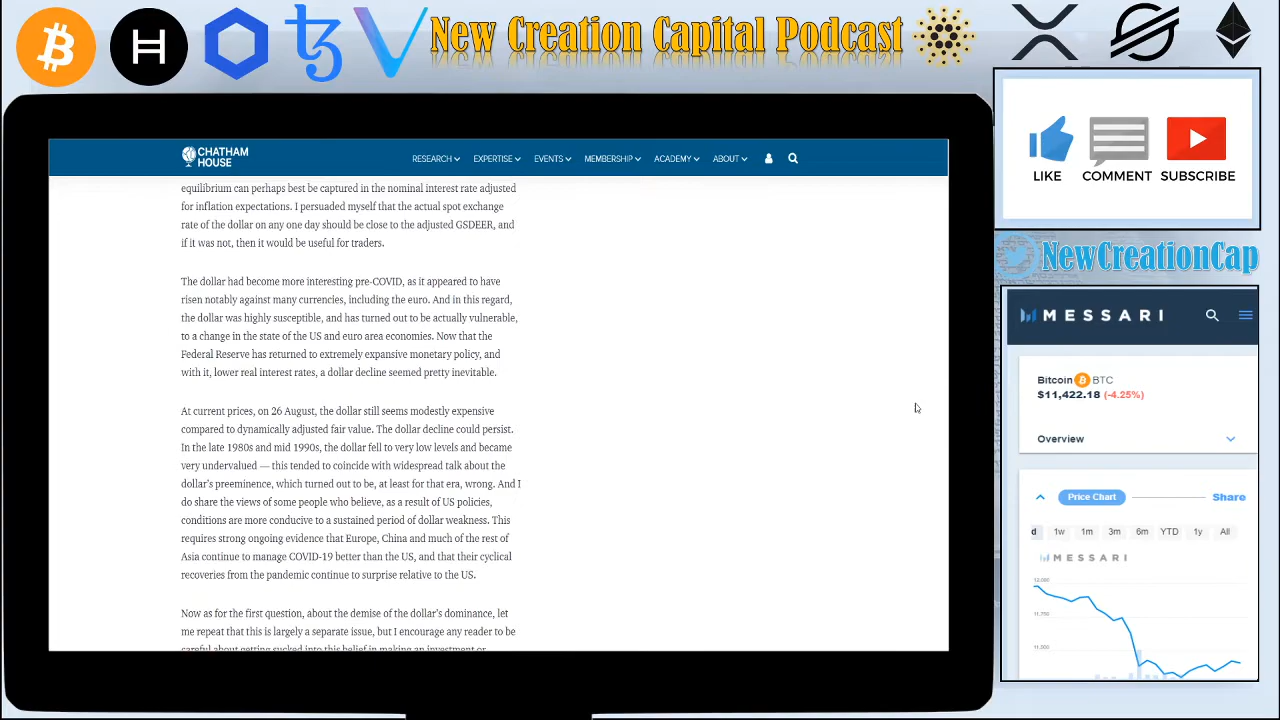 New Creation Capital Podcast
CHATHAM
HOUSE
RESEARCH
EXPERTISE
EVENTS
MEMBERSHIP
ACADEMY
ABOUT
equilibrium can perhaps best be captured in the nominal interest rate adjusted
for inflation expectations. I persuaded myself that the actual spot exchange
rate of the dollar on any one day should be close to the adjusted GSDEER, and
if it was not, then it would be useful for traders.
The dollar had become more interesting pre-COVID, as it appeared to have
risen notably against many currencies, including the euro. And in this regard,
the dollar was highly susceptible, and has turned out to be actually vulnerable,
to a change in the state of the US and euro area economies. Now that the
Federal Reserve has returned to extremely expansive monetary policy, and
with it, lower real interest rates, a dollar decline seemed pretty inevitable.
At current prices, on 26 August, the dollar still seems modestly expensive
compared to dynamically adjusted fair value. The dollar decline could persist.
In the late 1980s and mid 1990s, the dollar fell to very low levels and became
very undervalued — this tended to coincide with widespread talk about the
dollar's preeminence, which turned out to be, at least for that era, wrong. And I
do share the views of some people who believe, as a result of US policies,
conditions are more conducive to a sustained period of dollar weakness. This
requires strong ongoing evidence that Europe, China and much of the rest of
Asia continue to manage COVID-19 better than the US, and that their cyclical
recoveries from the pandemic continue to surprise relative to the US.
Now as for the first question, about the demise of the dollar's dominance, let
me repeat that this is largely a separate issue, but I encourage any reader to be
careful about getting sucked into this belief in making an investment or
LIKE
COMMENT
SUBSCRIBE
NewCreationCap
MESSARI
Bitcoin BTC
$11,422.18 (-4.25%)
Overview
Price Chart
Share
d 1w 1m 3m 6m YTD 1y All
MESSARI